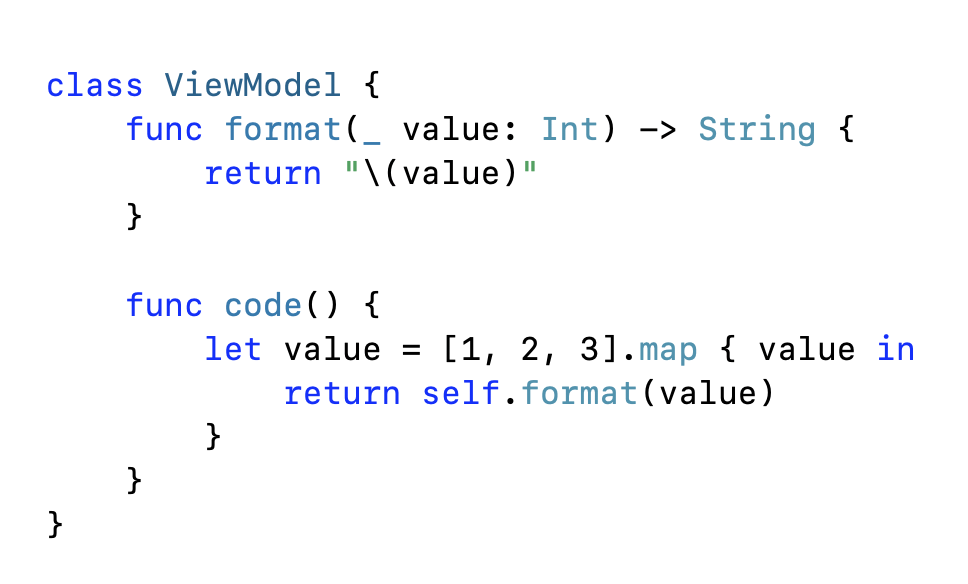 class ViewModel {
    func format(_ value: Int) -> String {
        return "\(value)"
    }

    func code() {
        let value = [1, 2, 3].map { value in
            return self.format(value)
        }
    }
}